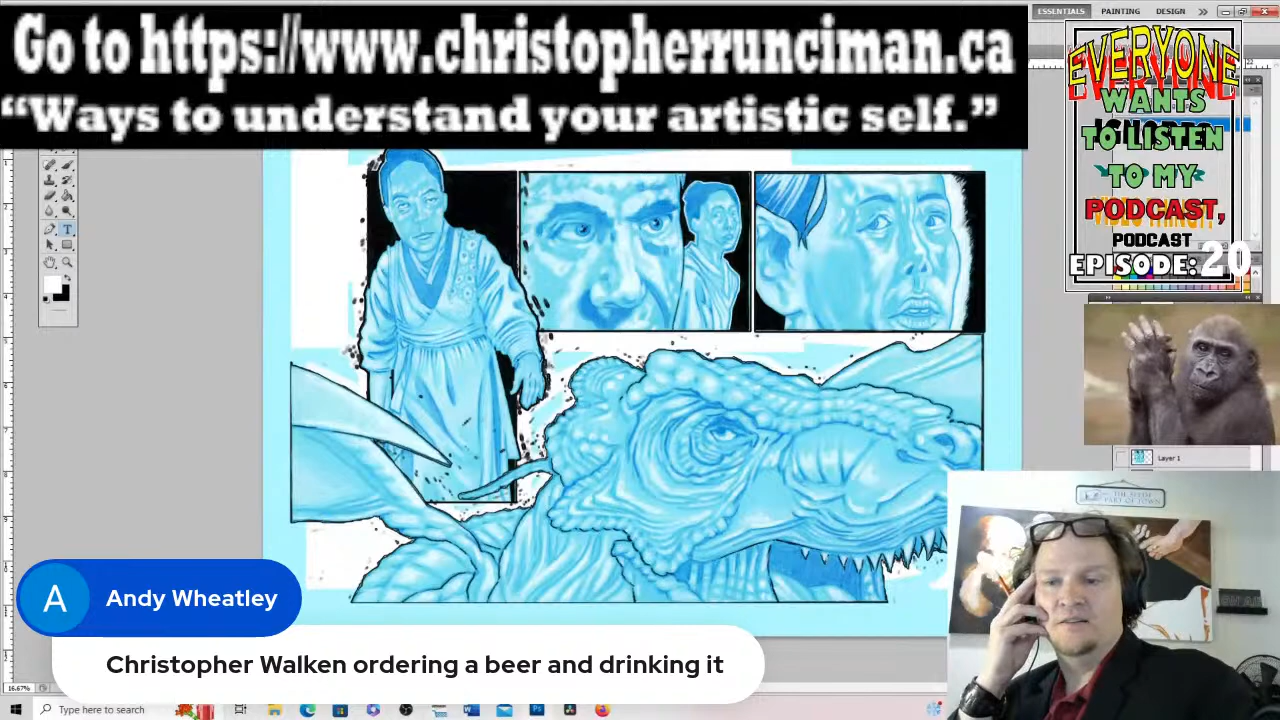 Go to https://www.christopherrunciman.ca
“Ways to understand your artistic self.”
ESSENTIALS PAINTING DESIGN
EVERYONE
WANTS
TO LISTEN
TO MY
PODCAST,
PODCAST
EPISODE: 20
Layer 1
A Andy Wheatley
Christopher Walken ordering a beer and drinking it
16.67%
Type here to search